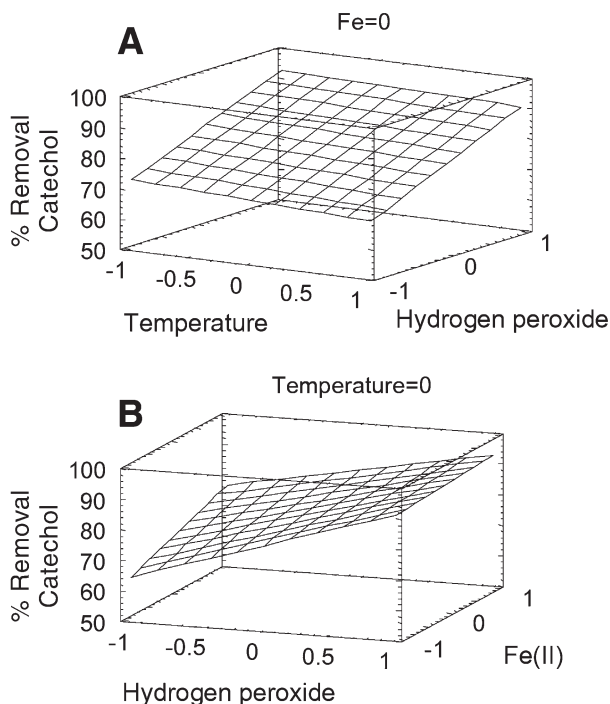 A
Fe=0
% Removal
Catechol
100
90
80
70
60
50
-1
-0.5
0
0.5
1
-1
0
1
Temperature
Hydrogen peroxide
B
Temperature=0
% Removal
Catechol
100
90
80
70
60
50
-1
-0.5
0
0.5
1
-1
0
1
Hydrogen peroxide
Fe(II)